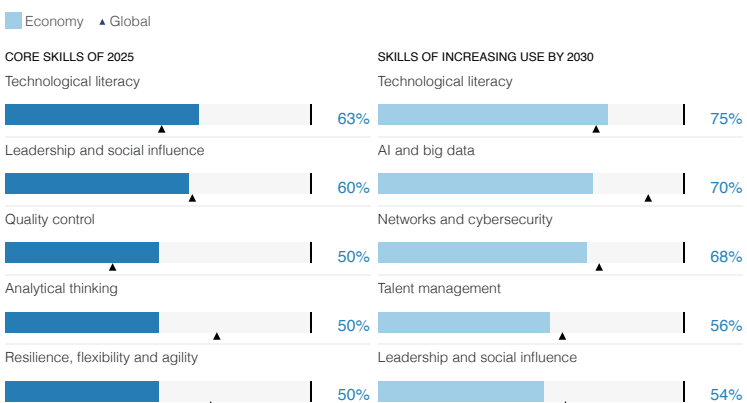 Economy Global
CORE SKILLS OF 2025
Technological literacy
63%
Leadership and social influence
60%
Quality control
50%
Analytical thinking
50%
Resilience, flexibility and agility
50%
SKILLS OF INCREASING USE BY 2030
Technological literacy
75%
AI and big data
70%
Networks and cybersecurity
68%
Talent management
56%
Leadership and social influence
54%